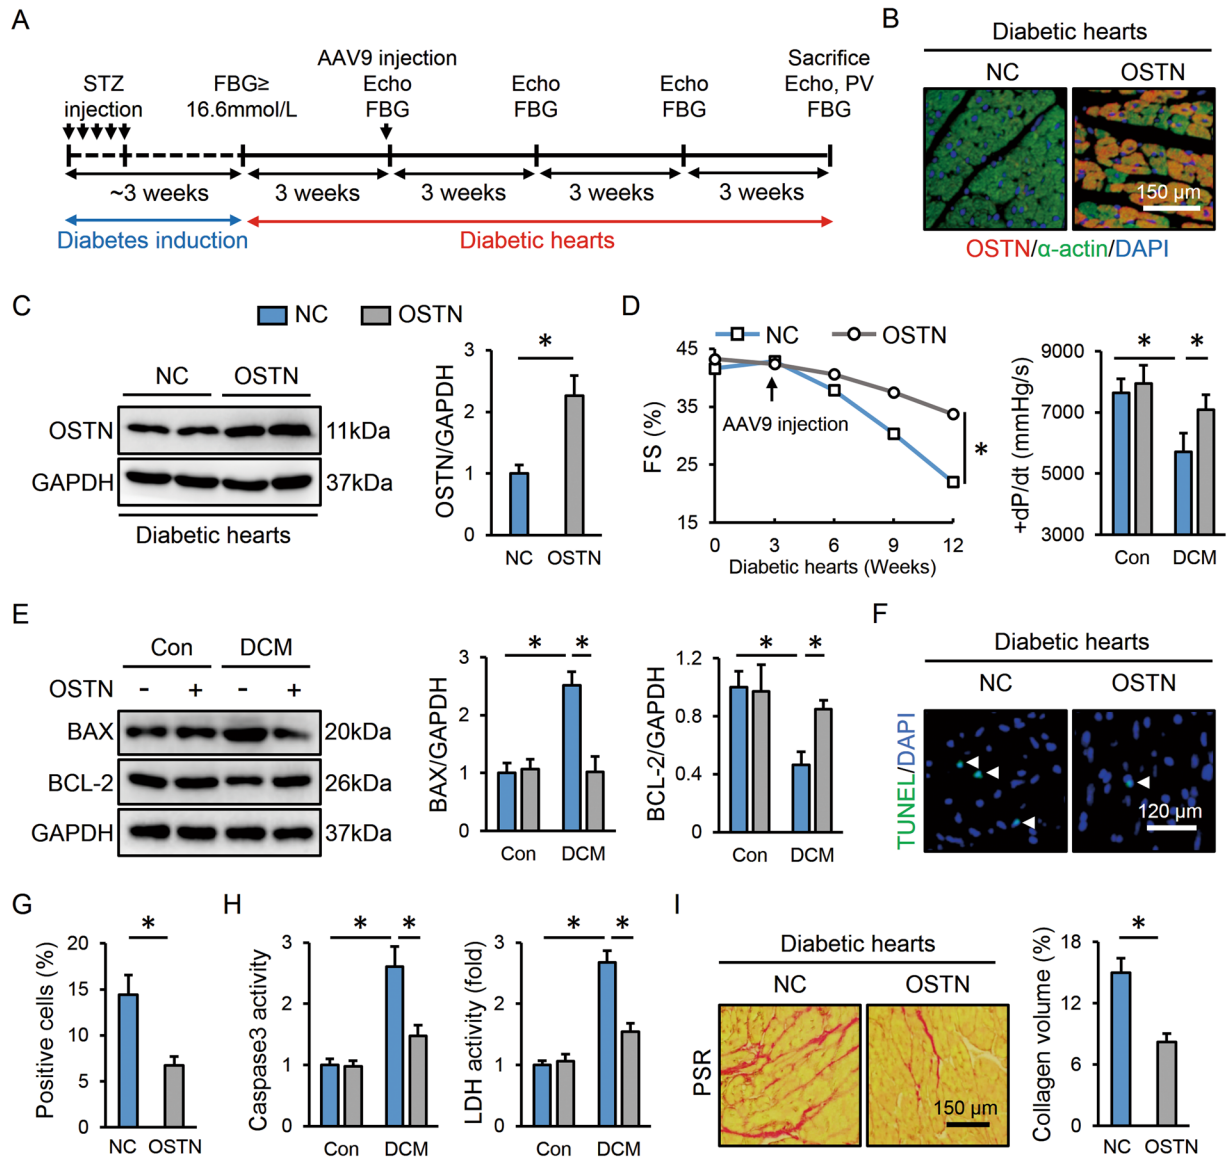 A
STZ
injection
FBG≥
16.6mmol/L
AAV9 injection
Echo
FBG
Echo
FBG
Echo
FBG
Sacrifice
Echo, PV
FBG
~3 weeks
3 weeks
3 weeks
3 weeks
3 weeks
Diabetes induction
Diabetic hearts
B
Diabetic hearts
NC
OSTN
150 μm
OSTN/α-actin/DAPI
C
NC
OSTN
NC
OSTN
OSTN
11kDa
GAPDH
37kDa
Diabetic hearts
OSTN/GAPDH
3
2
1
0
*
NC
OSTN
D
NC
OSTN
FS (%)
45
35
25
15
AAV9 injection
*
0
3
6
9
12
Diabetic hearts (Weeks)
+dP/dt (mmHg/s)
9000
7000
5000
3000
*
*
Con
DCM
E
Con
DCM
OSTN
-
+
-
+
BAX
20kDa
BCL-2
26kDa
GAPDH
37kDa
BAX/GAPDH
3
2
1
0
*
*
Con
DCM
BCL-2/GAPDH
1.2
0.8
0.4
0
*
*
Con
DCM
F
Diabetic hearts
NC
OSTN
TUNEL/DAPI
120 μm
G
Positive cells (%)
20
15
10
5
0
*
NC
OSTN
H
Caspase3 activity
3
2
1
0
*
*
Con
DCM
LDH activity (fold)
3
2
1
0
*
*
Con
DCM
I
Diabetic hearts
NC
OSTN
PSR
150 μm
Collagen volume (%)
18
12
6
0
*
NC
OSTN